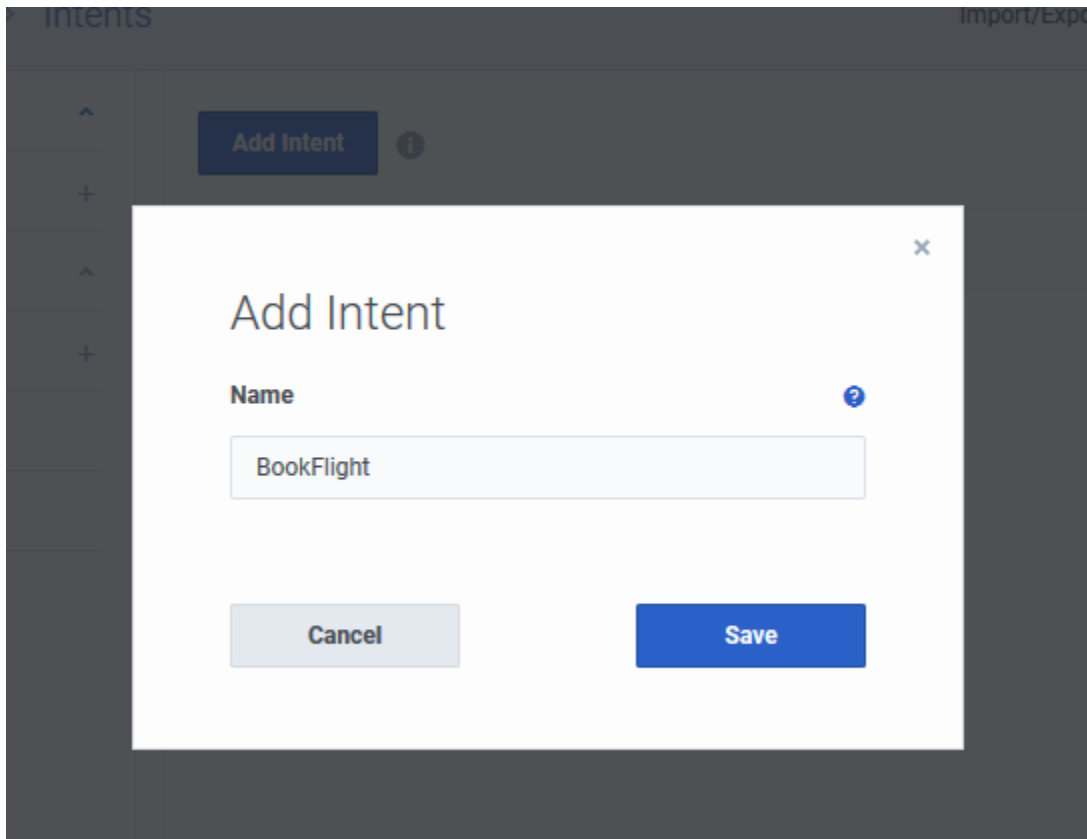 Intents
Import/Expo
Add Intent
Add Intent
Name
BookFlight
Cancel
Save